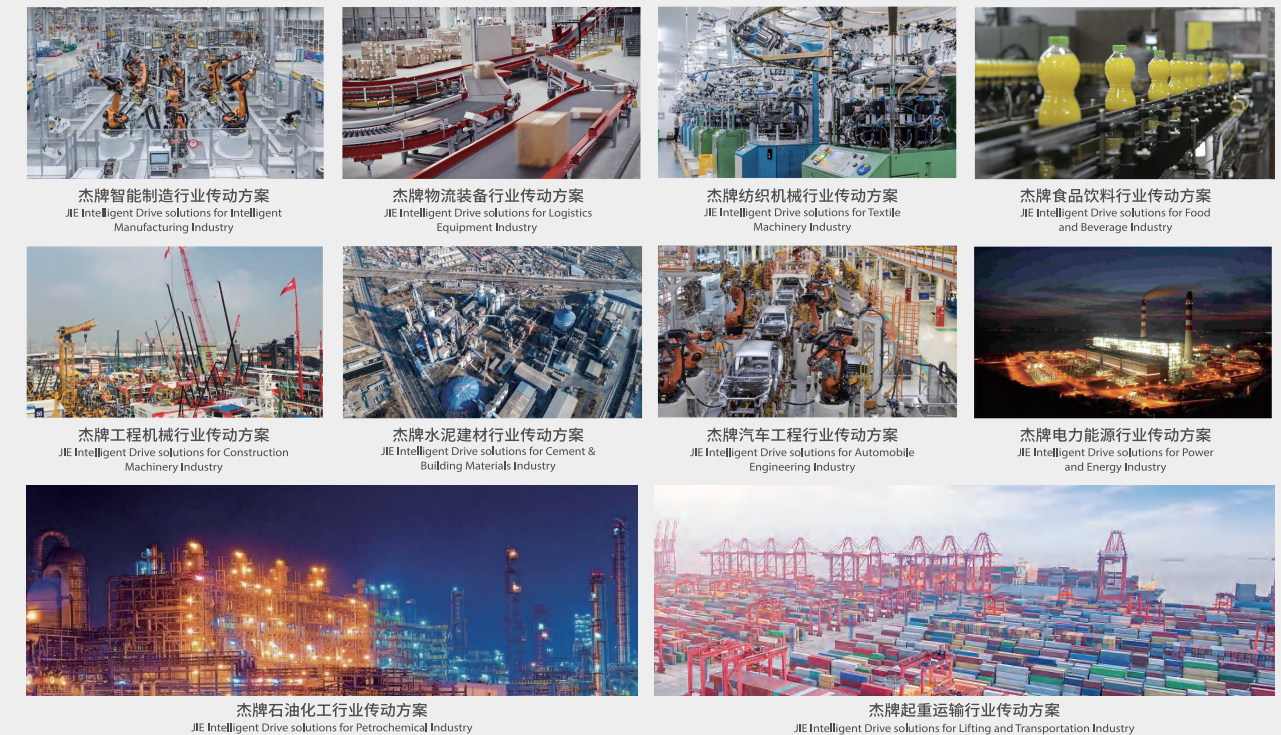 杰牌智能制造行业传动方案
JIE Intelligent Drive solutions for Intelligent
Manufacturing Industry
杰牌物流装备行业传动方案
JIE Intelligent Drive solutions for Logistics
Equipment Industry
杰牌纺织机械行业传动方案
JIE Intelligent Drive solutions for Textile
Machinery Industry
杰牌食品饮料行业传动方案
JIE Intelligent Drive solutions for Food
and Beverage Industry
杰牌工程机械行业传动方案
JIE Intelligent Drive solutions for Construction
Machinery Industry
杰牌水泥建材行业传动方案
JIE Intelligent Drive solutions for Cement &
Building Materials Industry
杰牌汽车工程行业传动方案
JIE Intelligent Drive solutions for Automobile
Engineering Industry
杰牌电力能源行业传动方案
JIE Intelligent Drive solutions for Power
and Energy Industry
杰牌石油化工行业传动方案
JIE Intelligent Drive solutions for Petrochemical Industry
杰牌起重运输行业传动方案
JIE Intelligent Drive solutions for Lifting and Transportation Industry